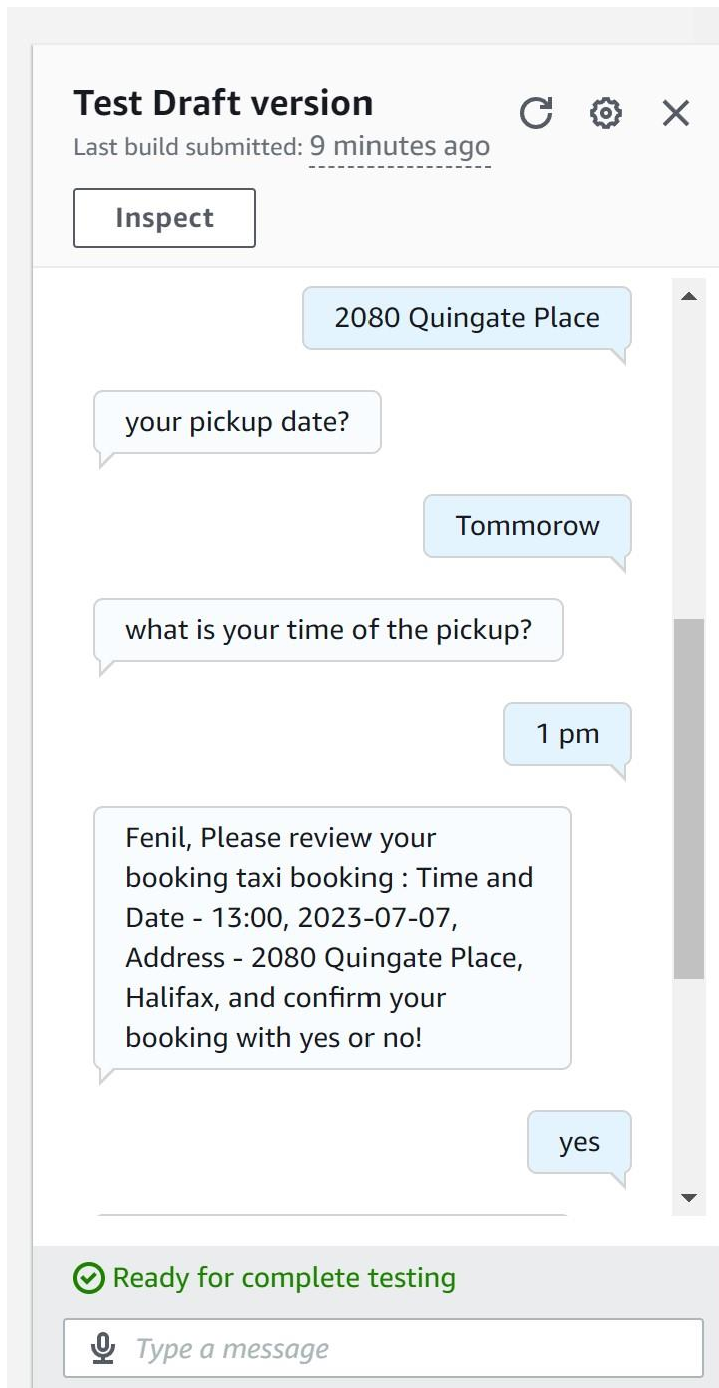 Test Draft version
Last build submitted: 9 minutes ago
Inspect
2080 Quingate Place
your pickup date?
Tommorow
what is your time of the pickup?
1 pm
Fenil, Please review your
booking taxi booking : Time and
Date - 13:00, 2023-07-07,
Address - 2080 Quingate Place,
Halifax, and confirm your
booking with yes or no!
yes
Ready for complete testing
Type a message